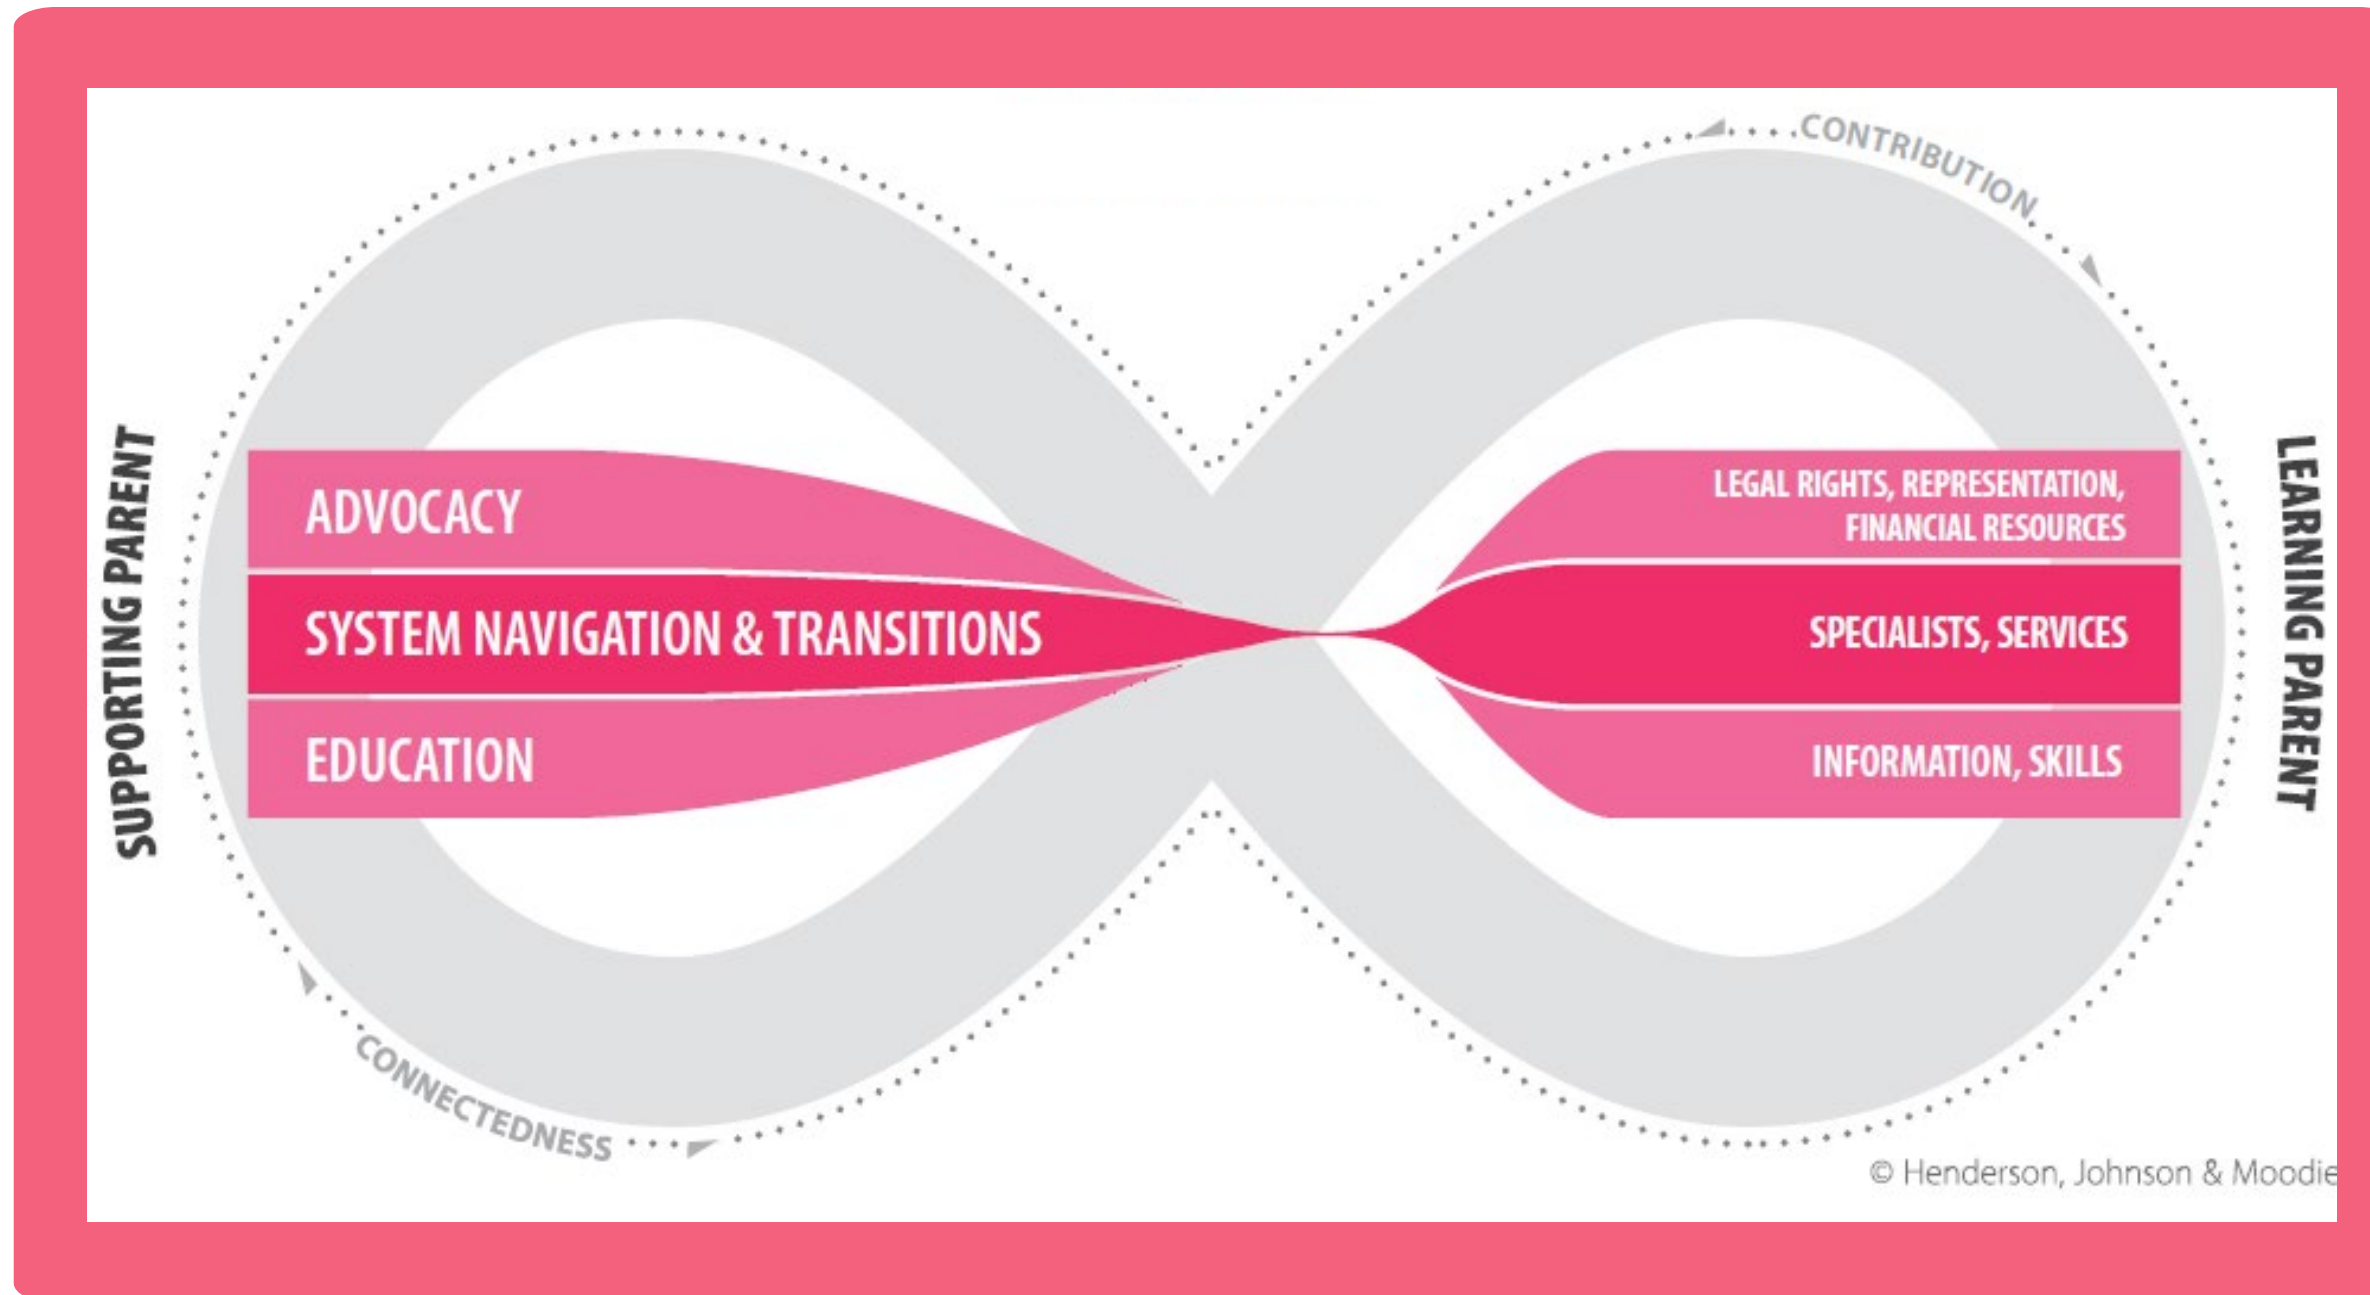 CONTRIBUTION
SUPPORTING PARENT
ADVOCACY
SYSTEM NAVIGATION & TRANSITIONS
EDUCATION
LEGAL RIGHTS, REPRESENTATION,
FINANCIAL RESOURCES
SPECIALISTS, SERVICES
INFORMATION, SKILLS
LEARNING PARENT
CONNECTEDNESS
© Henderson, Johnson & Moodie